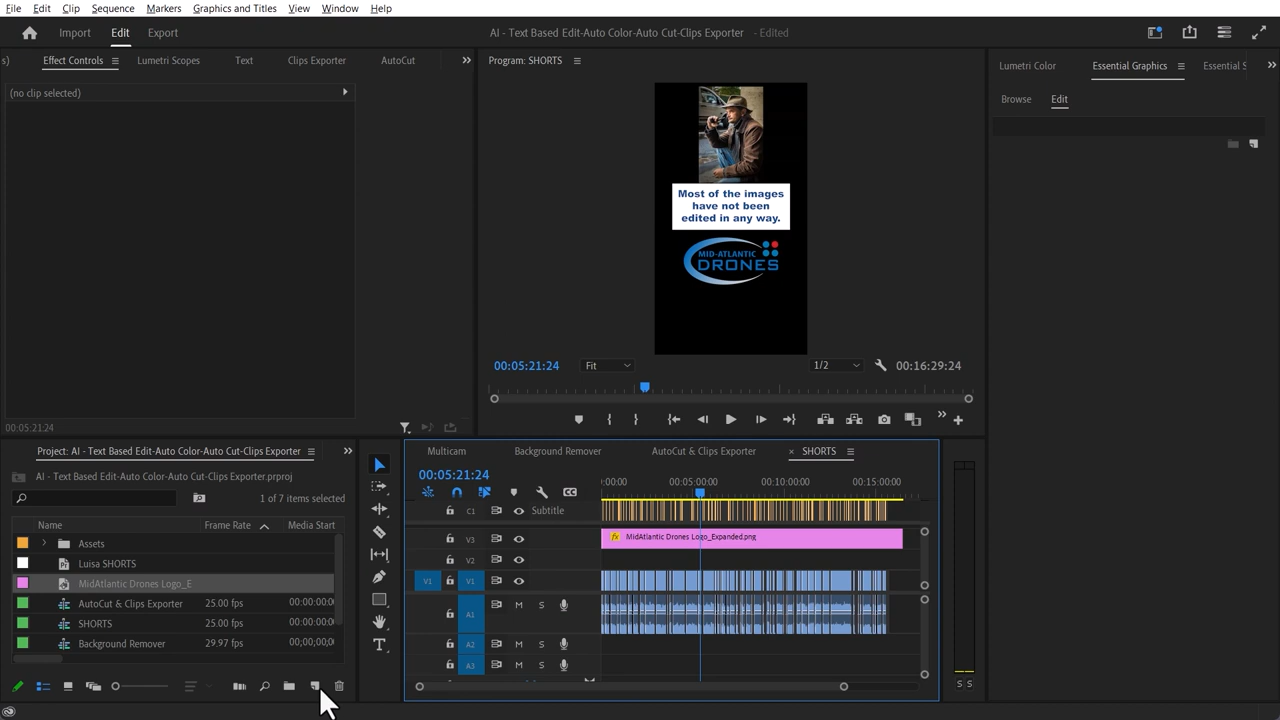 File Edit Clip Sequence Markers Graphics and Titles View Window Help
Import Edit Export AI - Text Based Edit-Auto Color-Auto Cut-Clips Exporter - Edited
s) Effect Controls Lumetri Scopes Text Clips Exporter AutoCut
Program: SHORTS
Lumetri Color Essential Graphics Essential S
(no clip selected)
Browse Edit
Most of the images
have not been
edited in any way.
MID-ATLANTIC
DRONES
00:05:21:24 Fit 1/2 00:16:29:24
00:05:21:24
Project: AI - Text Based Edit-Auto Color-Auto Cut-Clips Exporter
AI - Text Based Edit-Auto Color-Auto Cut-Clips Exporter.prproj
1 of 7 items selected
Name Frame Rate Media Start
Assets
Luisa SHORTS
MidAtlantic Drones Logo_E
AutoCut & Clips Exporter 25.00 fps 00:00:00:0
SHORTS 25.00 fps 00:00:00:0
Background Remover 29.97 fps 00;00;00;0
Multicam Background Remover AutoCut & Clips Exporter × SHORTS
00:05:21:24
:00:00 00:05:00:00 00:10:00:00 00:15:00:00
C1 Subtitle
V3 MidAtlantic Drones Logo_Expanded.png
V2
V1 V1
A1 M S
A2 M S
A3 M S
S S